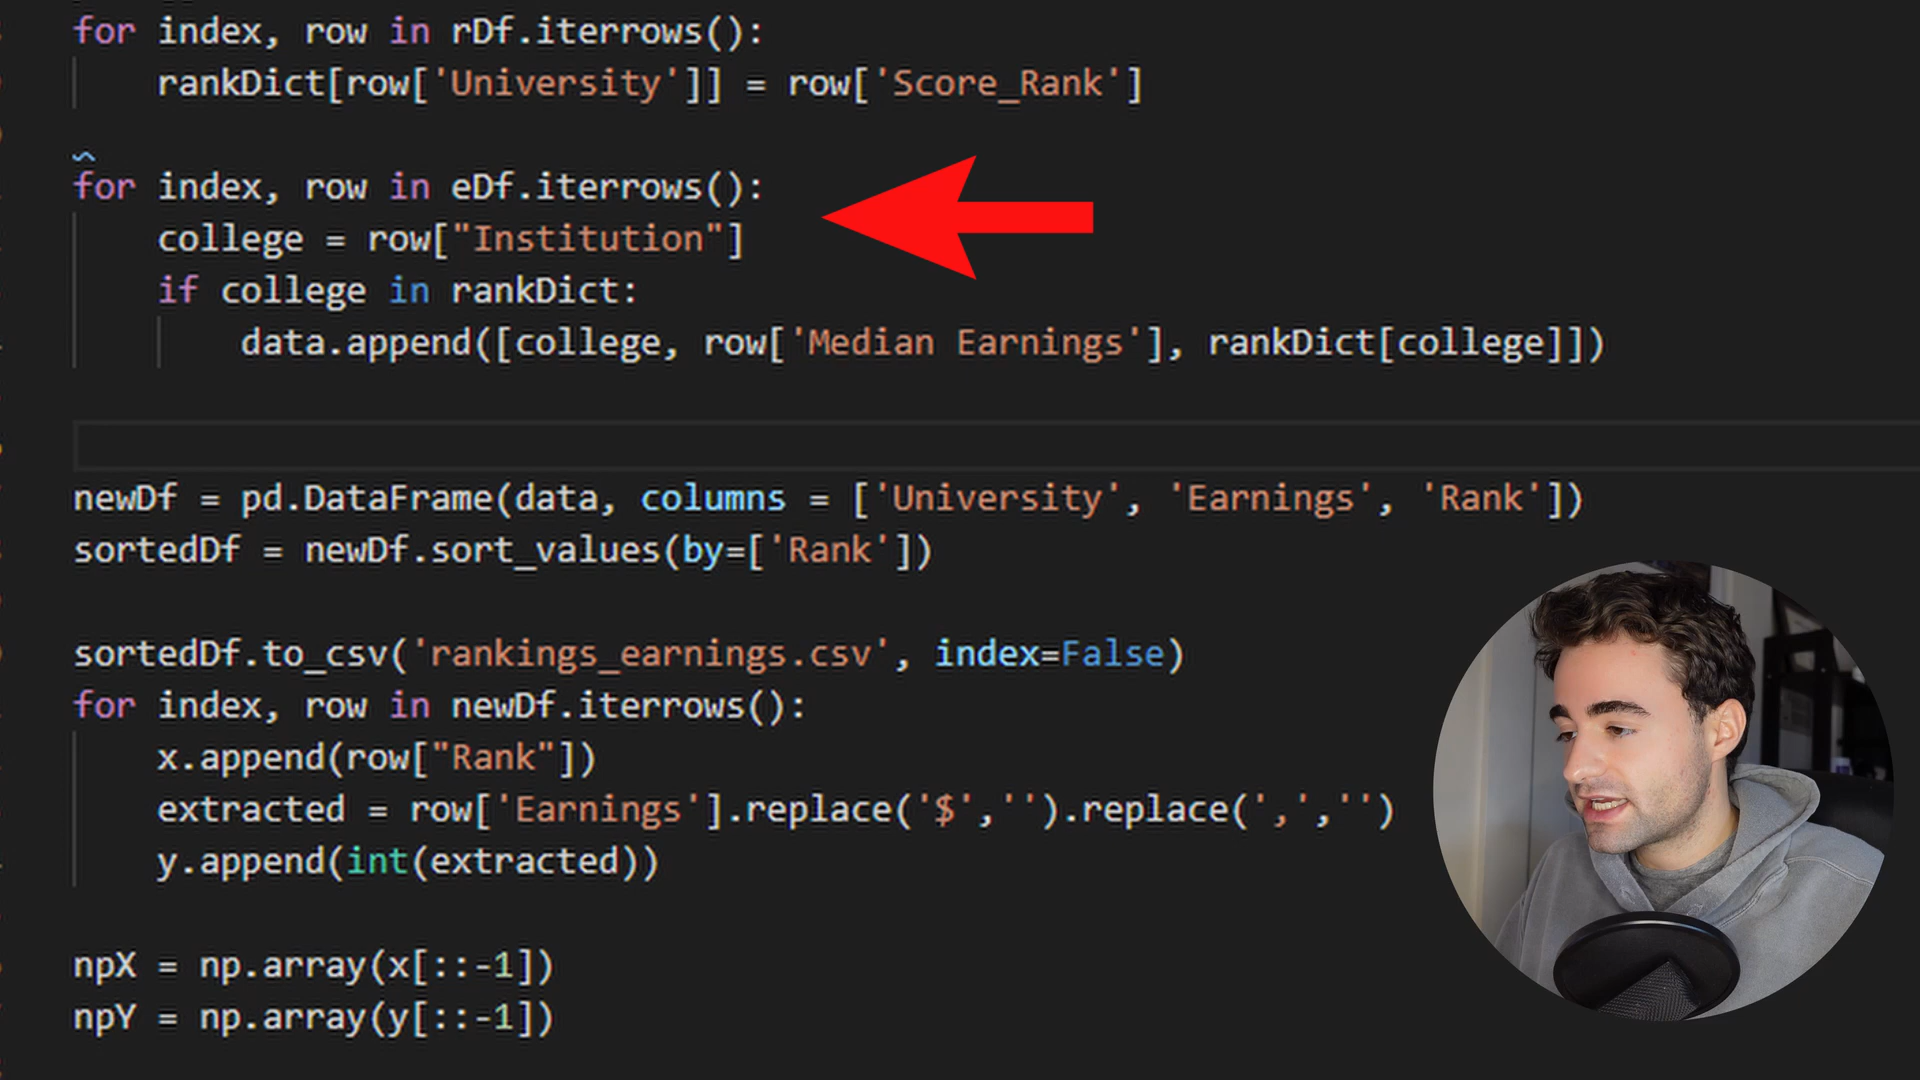 for index, row in rDf.iterrows():
    rankDict[row['University']] = row['Score_Rank']
for index, row in eDf.iterrows():
    college = row["Institution"]
    if college in rankDict:
        data.append([college, row['Median Earnings'], rankDict[college]])
newDf = pd.DataFrame(data, columns = ['University', 'Earnings', 'Rank'])
sortedDf = newDf.sort_values(by=['Rank'])
sortedDf.to_csv('rankings_earnings.csv', index=False)
for index, row in newDf.iterrows():
    x.append(row["Rank"])
    extracted = row['Earnings'].replace('$','').replace(',','')
    y.append(int(extracted))
npX = np.array(x[::-1])
npY = np.array(y[::-1])